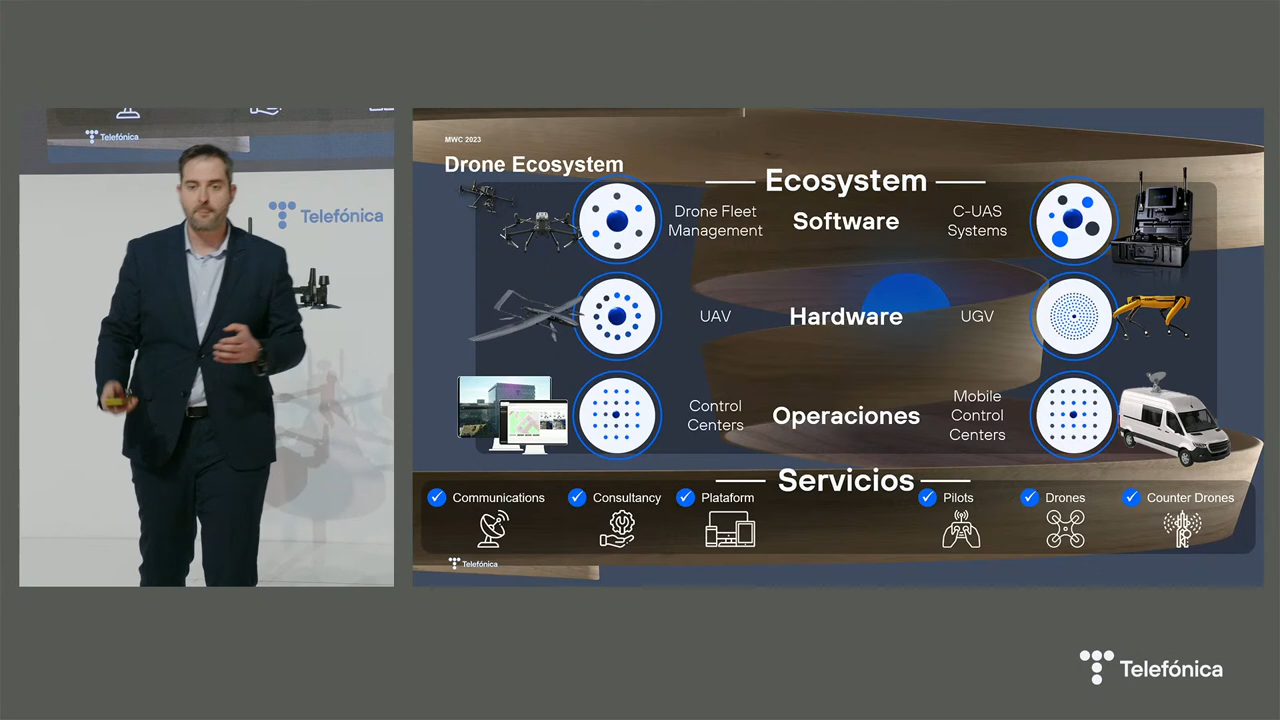 Telefónica
Telefónica
MWC 2023
Drone Ecosystem
Ecosystem
Drone Fleet
Management
Software
C-UAS
Systems
UAV
Hardware
UGV
Control
Centers
Operaciones
Mobile
Control
Centers
Servicios
Communications
Consultancy
Plataform
Pilots
Drones
Counter Drones
Telefónica
Telefónica